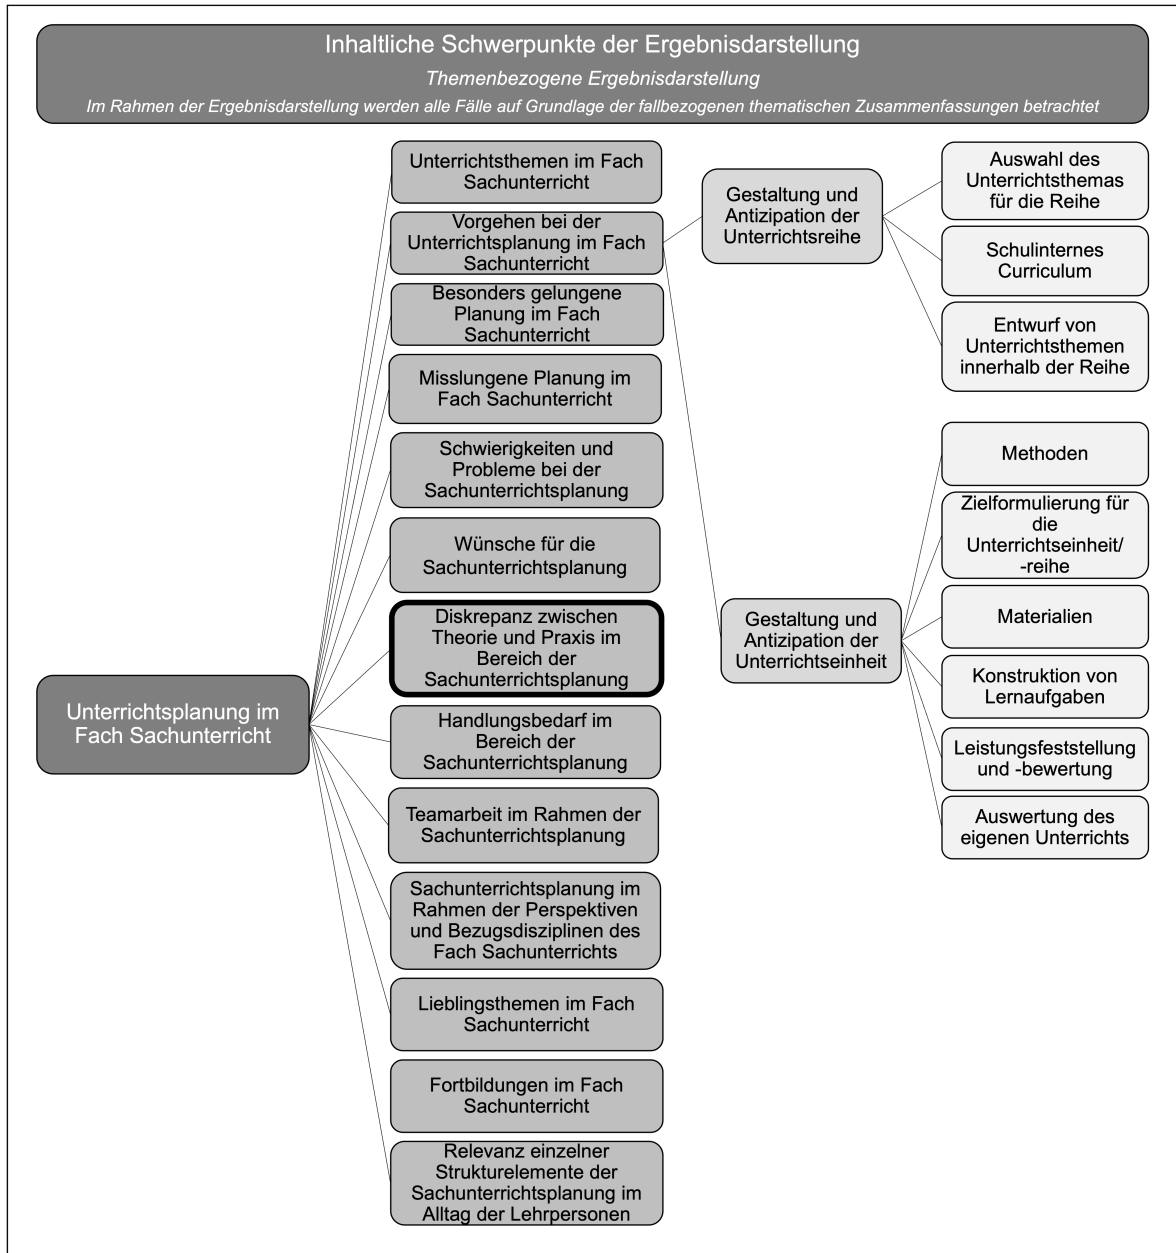 Inhaltliche Schwerpunkte der Ergebnisdarstellung
Themenbezogene Ergebnisdarstellung
Im Rahmen der Ergebnisdarstellung werden alle Fälle auf Grundlage der fallbezogenen thematischen Zusammenfassungen betrachtet
Unterrichtsplanung im
Fach Sachunterricht
Unterrichtsthemen im Fach
Sachunterricht
Vorgehen bei der
Unterrichtsplanung im Fach
Sachunterricht
Besonders gelungene
Planung im Fach
Sachunterricht
Misslungene Planung im
Fach Sachunterricht
Schwierigkeiten und
Probleme bei der
Sachunterrichtsplanung
Wünsche für die
Sachunterrichtsplanung
Diskrepanz zwischen
Theorie und Praxis im
Bereich der
Sachunterrichtsplanung
Handlungsbedarf im
Bereich der
Sachunterrichtsplanung
Teamarbeit im Rahmen der
Sachunterrichtsplanung
Sachunterrichtsplanung im
Rahmen der Perspektiven
und Bezugsdisziplinen des
Fach Sachunterrichts
Lieblingsthemen im Fach
Sachunterricht
Fortbildungen im Fach
Sachunterricht
Relevanz einzelner
Strukturelemente der
Sachunterrichtsplanung im
Alltag der Lehrpersonen
Gestaltung und
Antizipation der
Unterrichtsreihe
Auswahl des
Unterrichtsthemas
für die Reihe
Schulinternes
Curriculum
Entwurf von
Unterrichtsthemen
innerhalb der Reihe
Gestaltung und
Antizipation der
Unterrichtseinheit
Methoden
Zielformulierung für
die
Unterrichtseinheit/
-reihe
Materialien
Konstruktion von
Lernaufgaben
Leistungsfeststellung
und -bewertung
Auswertung des
eigenen Unterrichts